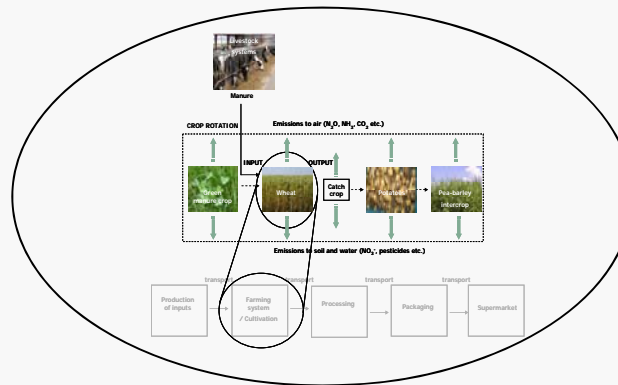 Livestock
systems
Manure
CROP ROTATION
Emissions to air (N2O, NH3, CO2 etc.)
INPUT
OUTPUT
Green
manure crop
Wheat
Catch
crop
Potatoes
Pea-barley
intercrop
Emissions to soil and water (NO3-, pesticides etc.)
transport
transport
transport
transport
Production
of inputs
Farming
system
/ Cultivation
Processing
Packaging
Supermarket